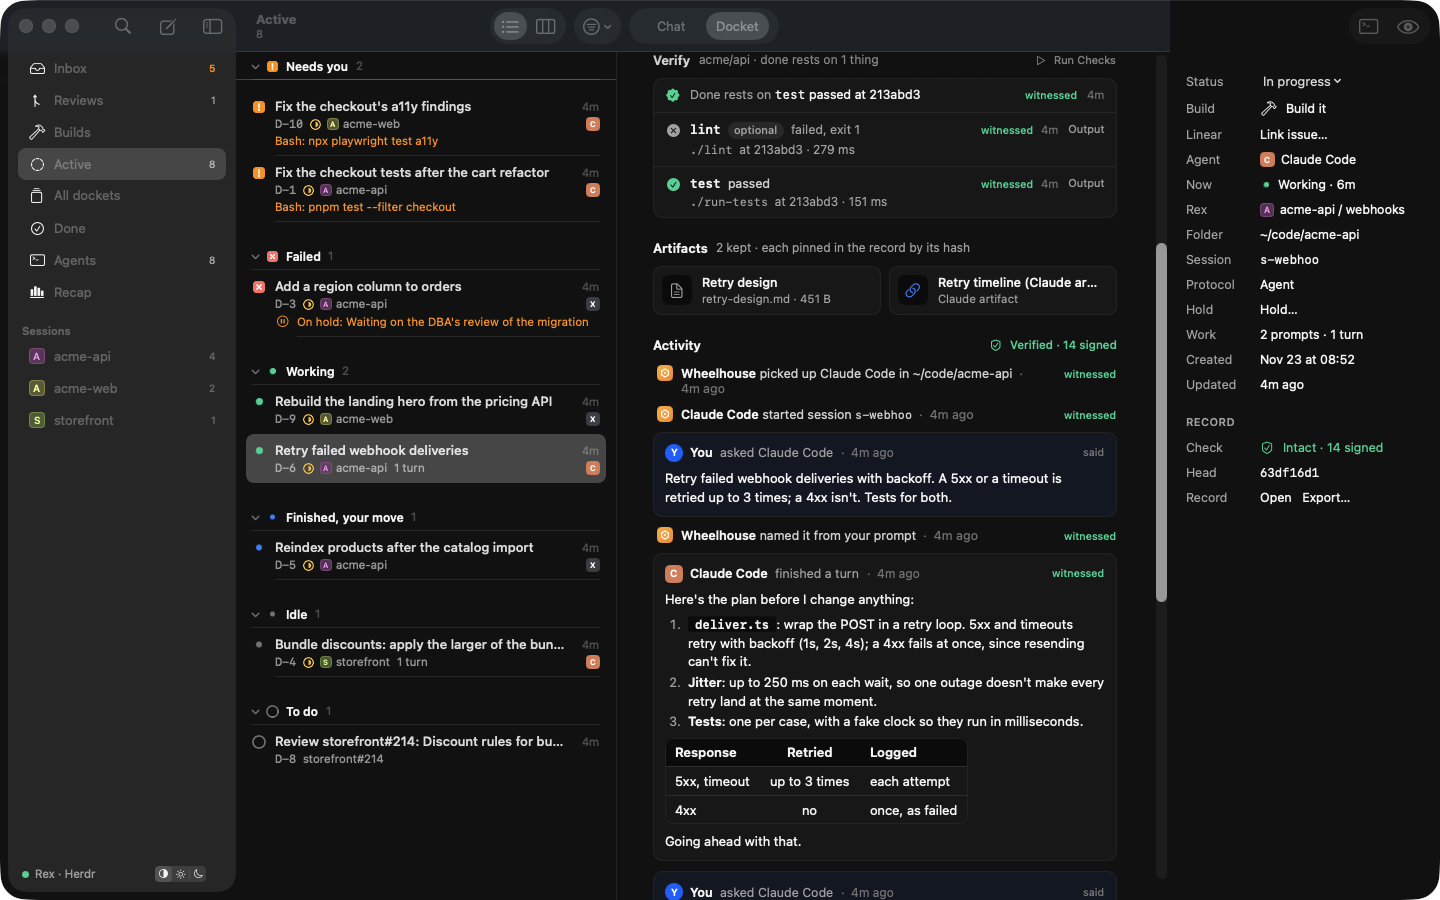 Inbox 5
Reviews 1
Builds
Active 8
All dockets
Done
Agents 8
Recap
Sessions
A acme-api 4
A acme-web 2
S storefront 1
Rex · Herdr
Active
8
Chat Docket
Needs you 2
Fix the checkout's a11y findings 4m
D-10 A acme-web C
Bash: npx playwright test a11y
Fix the checkout tests after the cart refactor 4m
D-1 A acme-api C
Bash: pnpm test --filter checkout
Failed 1
Add a region column to orders 4m
D-3 A acme-api X
On hold: Waiting on the DBA's review of the migration
Working 2
Rebuild the landing hero from the pricing API 4m
D-9 A acme-web X
Retry failed webhook deliveries 4m
D-6 A acme-api 1 turn C
Finished, your move 1
Reindex products after the catalog import 4m
D-5 A acme-api X
Idle 1
Bundle discounts: apply the larger of the bun... 4m
D-4 S storefront 1 turn C
To do 1
Review storefront#214: Discount rules for bu... 4m
D-8 storefront#214
Verify acme/api · done rests on 1 thing Run Checks
Done rests on test passed at 213abd3 witnessed 4m
lint optional failed, exit 1 witnessed 4m Output
./lint at 213abd3 · 279 ms
test passed witnessed 4m Output
./run-tests at 213abd3 · 151 ms
Artifacts 2 kept · each pinned in the record by its hash
Retry design
retry-design.md · 451 B
Retry timeline (Claude ar...
Claude artifact
Activity Verified · 14 signed
Wheelhouse picked up Claude Code in ~/code/acme-api · witnessed
4m ago
Claude Code started session s-webhoo · 4m ago witnessed
Y You asked Claude Code · 4m ago said
Retry failed webhook deliveries with backoff. A 5xx or a timeout is
retried up to 3 times; a 4xx isn't. Tests for both.
Wheelhouse named it from your prompt · 4m ago witnessed
C Claude Code finished a turn · 4m ago witnessed
Here's the plan before I change anything:
1. deliver.ts : wrap the POST in a retry loop. 5xx and timeouts
retry with backoff (1s, 2s, 4s); a 4xx fails at once, since resending
can't fix it.
2. Jitter: up to 250 ms on each wait, so one outage doesn't make every
retry land at the same moment.
3. Tests: one per case, with a fake clock so they run in milliseconds.
Response Retried Logged
5xx, timeout up to 3 times each attempt
4xx no once, as failed
Going ahead with that.
Y You asked Claude Code · 4m ago said
Status In progress
Build Build it
Linear Link issue...
Agent C Claude Code
Now Working · 6m
Rex A acme-api / webhooks
Folder ~/code/acme-api
Session s-webhoo
Protocol Agent
Hold Hold...
Work 2 prompts · 1 turn
Created Nov 23 at 08:52
Updated 4m ago
RECORD
Check Intact · 14 signed
Head 63df16d1
Record Open Export...